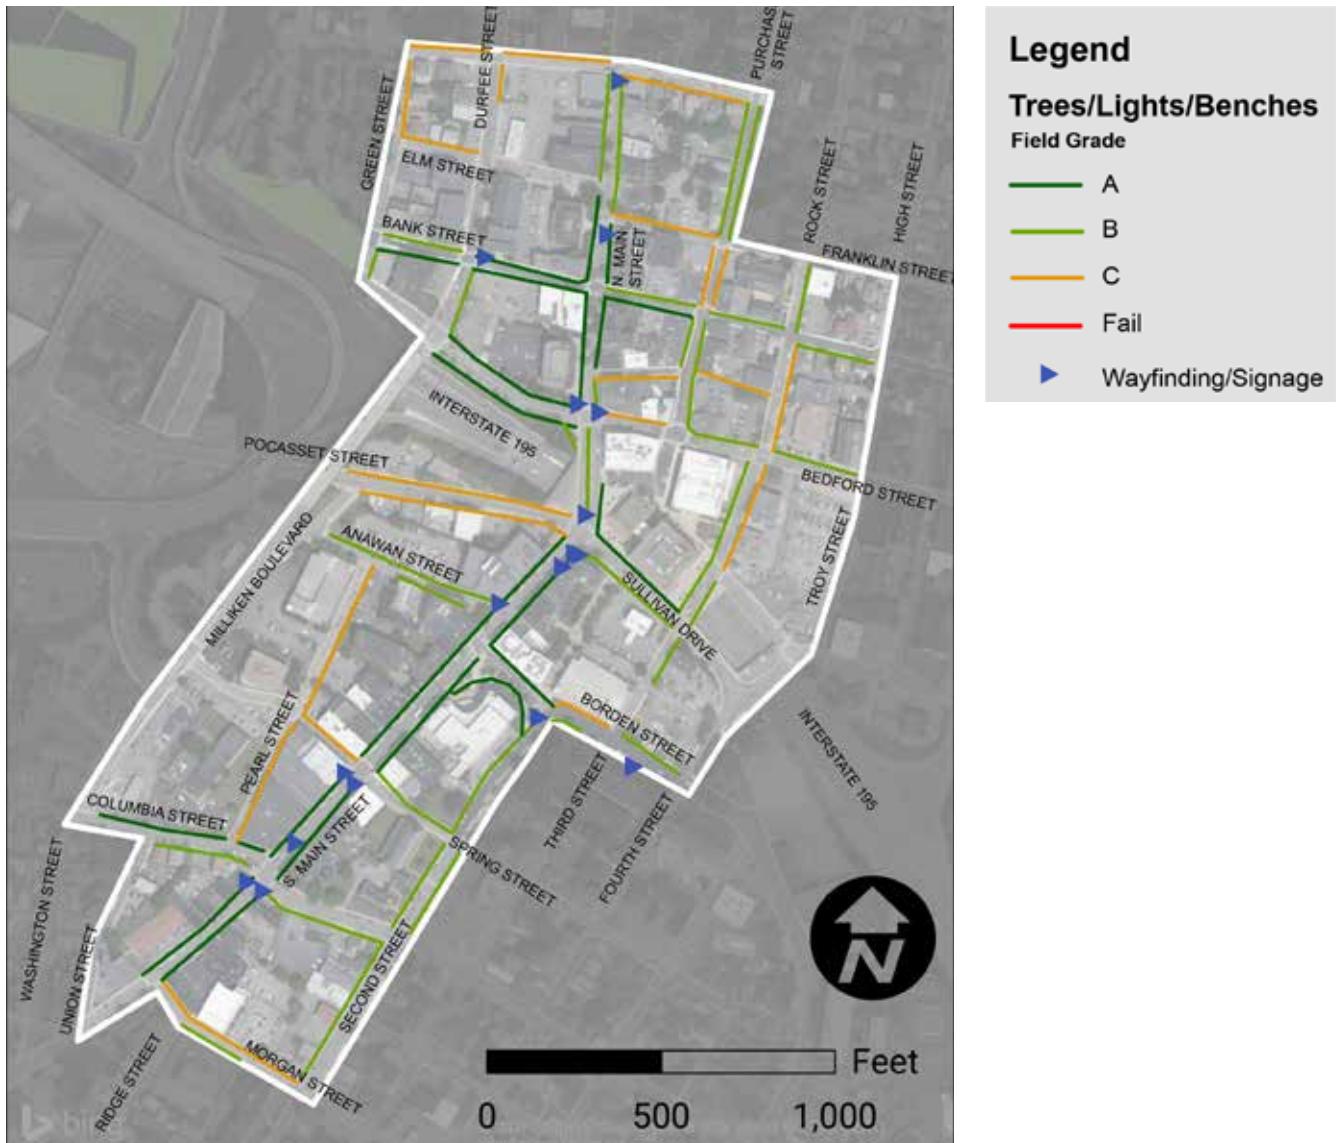 PURCHAS
STREET
DURFEE STREET
GREEN STREET
ELM STREET
ROCK STREET
HIGH STREET
BANK STREET
N. MAIN
STREET
FRANKLIN STREET
INTERSTATE 195
POCASSET STREET
BEDFORD STREET
ANAWAN STREET
MILLIKEN BOULEVARD
TROY STREET
SULLIVAN DRIVE
BORDEN STREET
PEARL STREET
INTERSTATE 195
COLUMBIA STREET
THIRD STREET
S. MAIN STREET
FOURTH STREET
SPRING STREET
WASHINGTON STREET
UNION STREET
SECOND STREET
MORGAN STREET
RIDGE STREET
N
Feet
0 500 1,000
bing
Legend
Trees/Lights/Benches
Field Grade
A
B
C
Fail
Wayfinding/Signage